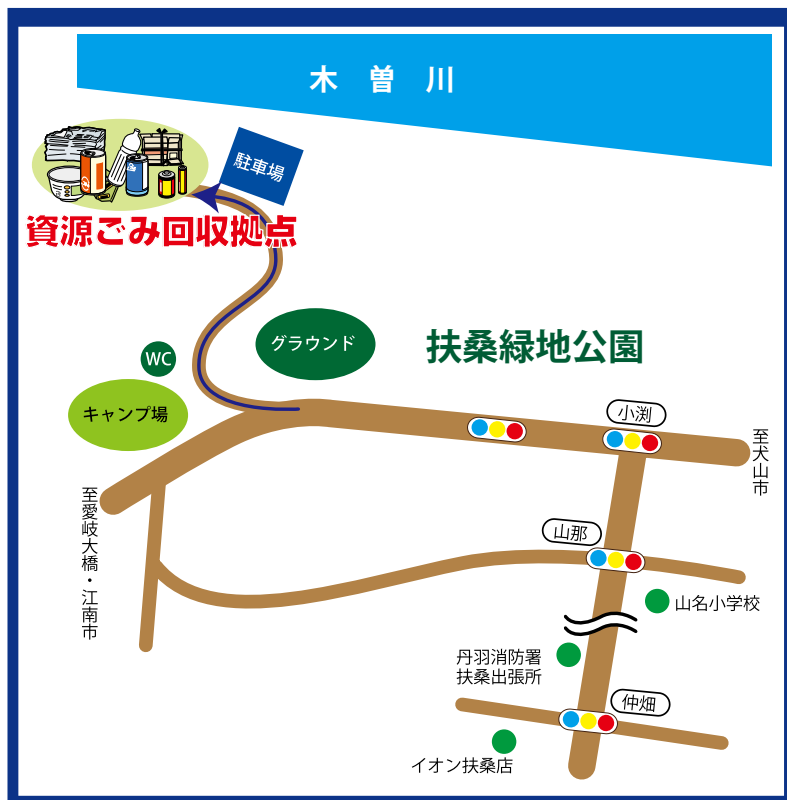 木曽川
駐車場
資源ごみ回収拠点
グラウンド
扶桑緑地公園
WC
キャンプ場
小渕
至犬山市
至愛岐大橋・江南市
山那
山名小学校
丹羽消防署
扶桑出張所
仲畑
イオン扶桑店